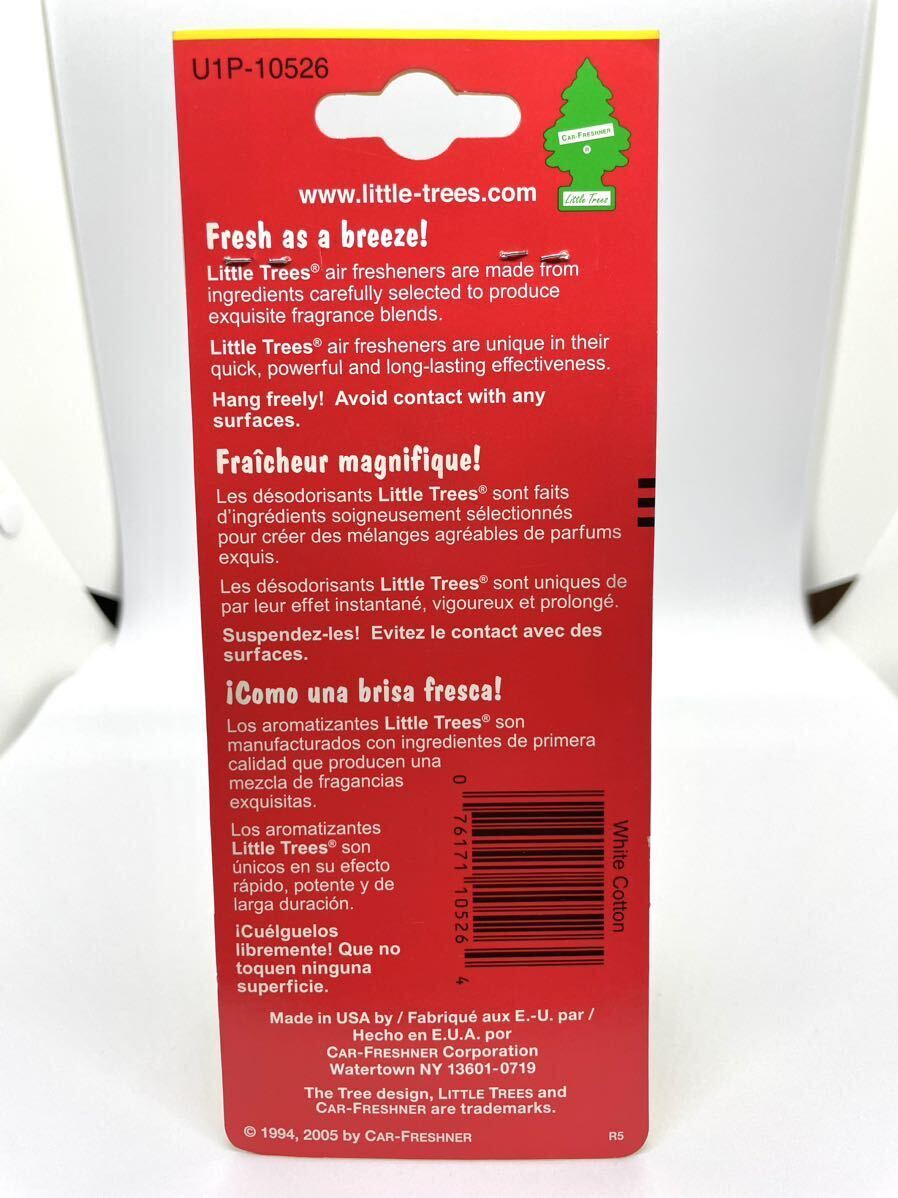 U1P-10526
CAR-FRESHNER
®
Little Trees
www.little-trees.com
Fresh as a breeze!
Little Trees® air fresheners are made from
ingredients carefully selected to produce
exquisite fragrance blends.
Little Trees® air fresheners are unique in their
quick, powerful and long-lasting effectiveness.
Hang freely! Avoid contact with any
surfaces.
Fraîcheur magnifique!
Les désodorisants Little Trees® sont faits
d'ingrédients soigneusement sélectionnés
pour créer des mélanges agréables de parfums
exquis.
Les désodorisants Little Trees® sont uniques de
par leur effet instantané, vigoureux et prolongé.
Suspendez-les! Evitez le contact avec des
surfaces.
¡Como una brisa fresca!
Los aromatizantes Little Trees® son
manufacturados con ingredientes de primera
calidad que producen una
mezcla de fragancias
exquisitas.
Los aromatizantes
Little Trees® son
únicos en su efecto
rápido, potente y de
larga duración.
¡Cuélguelos
libremente! Que no
toquen ninguna
superficie.
0 76171 10526 4
White Cotton
Made in USA by / Fabriqué aux E.-U. par /
Hecho en E.U.A. por
CAR-FRESHNER Corporation
Watertown NY 13601-0719
The Tree design, LITTLE TREES and
CAR-FRESHNER are trademarks.
© 1994, 2005 by CAR-FRESHNER
R5